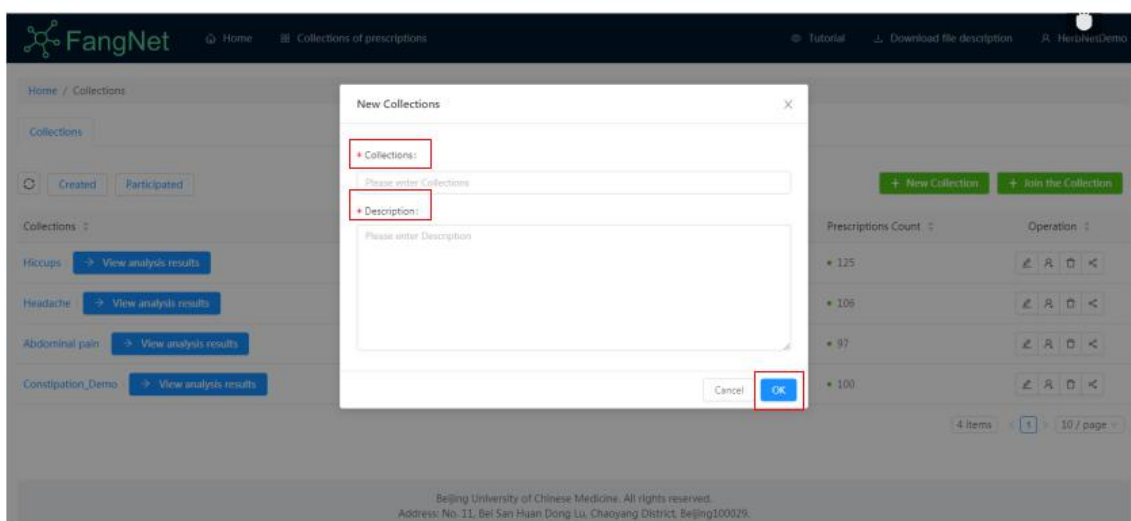 FangNet Home Collections of prescriptions Tutorial Download file description HerbNetDemo
Home / Collections
New Collections
Collections
* Collections:
Please enter Collections
Created Participated
+ New Collection + Join the Collection
* Description:
Please enter Description
Collections Prescriptions Count Operation
Hiccups → View analysis results • 125
Headache → View analysis results • 106
Abdominal pain → View analysis results • 97
Constipation_Demo → View analysis results • 100
Cancel OK
4 items < 1 > 10 / page
Beijing University of Chinese Medicine. All rights reserved.
Address: No. 11, Bei San Huan Dong Lu, Chaoyang District, Beijing100029.